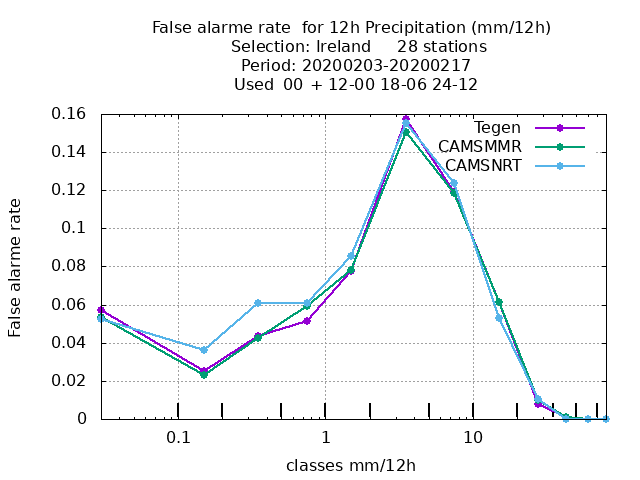 False alarme rate  for 12h Precipitation (mm/12h)
Selection: Ireland     28 stations
Period: 20200203-20200217
Used  00  + 12-00 18-06 24-12
Tegen
CAMSMMR
CAMSNRT
0.16
0.14
0.12
0.1
0.08
0.06
0.04
0.02
0
False alarme rate
0.1
1
10
classes mm/12h